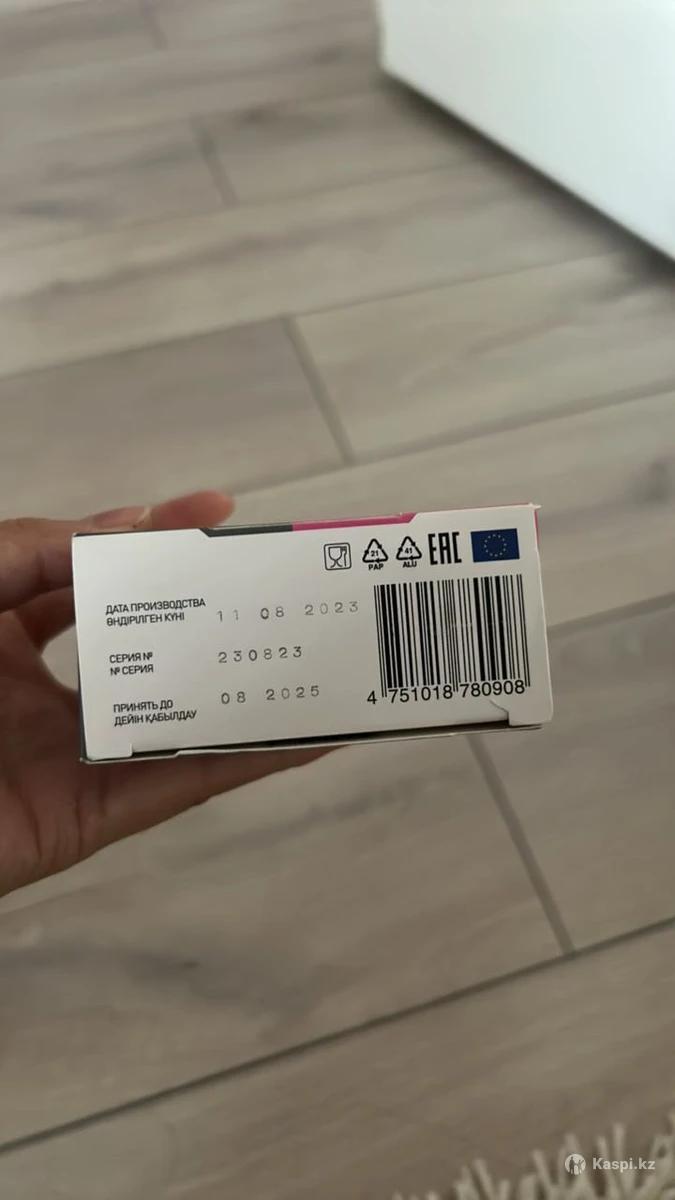 21
PAP
41
ALU
EAC
ДАТА ПРОИЗВОДСТВА
ӨНДІРІЛГЕН КҮНІ
11 08 2023
СЕРИЯ №
№ СЕРИЯ
230823
ПРИНЯТЬ ДО
ДЕЙІН ҚАБЫЛДАУ
08 2025
4 751018 780908
Kaspi.kz